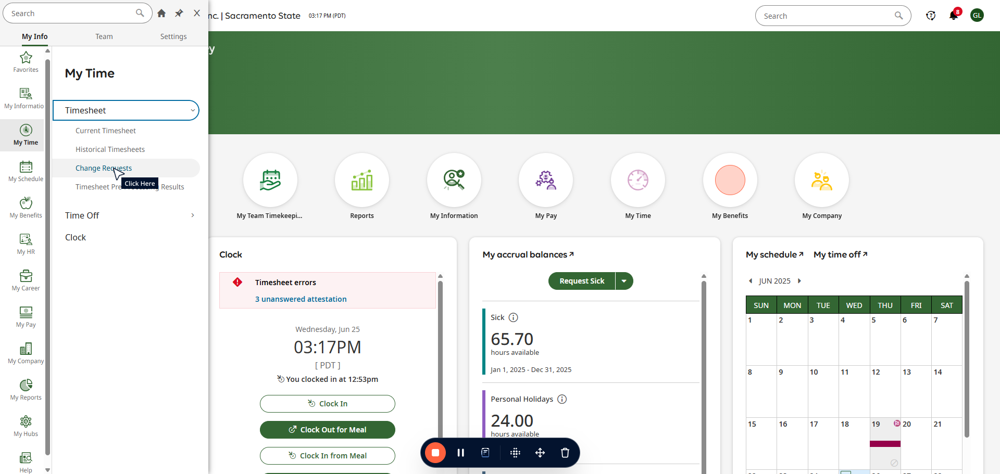 Search
nc. | Sacramento State
03:17 PM (PDT)
Search
8
GL
My Info
Team
Settings
ey
Favorites
My Informatio
My Time
My Schedule
My Benefits
My HR
My Career
My Pay
My Company
My Reports
My Hubs
Help
My Time
Timesheet
Current Timesheet
Historical Timesheets
Change Requests
Click Here
Timesheet Pre Results
Time Off
Clock
My Team Timekeepi...
Reports
My Information
My Pay
My Time
My Benefits
My Company
Clock
Timesheet errors
3 unanswered attestation
Wednesday, Jun 25
03:17PM
[ PDT ]
You clocked in at 12:53pm
Clock In
Clock Out for Meal
Clock In from Meal
My accrual balances
Request Sick
Sick
65.70
hours available
Jan 1, 2025 - Dec 31, 2025
Personal Holidays
24.00
hours available
My schedule My time off
JUN 2025
SUN MON TUE WED THU FRI SAT
1 2 3 4 5 6 7
8 9 10 11 12 13 14
15 16 17 18 19 20 21